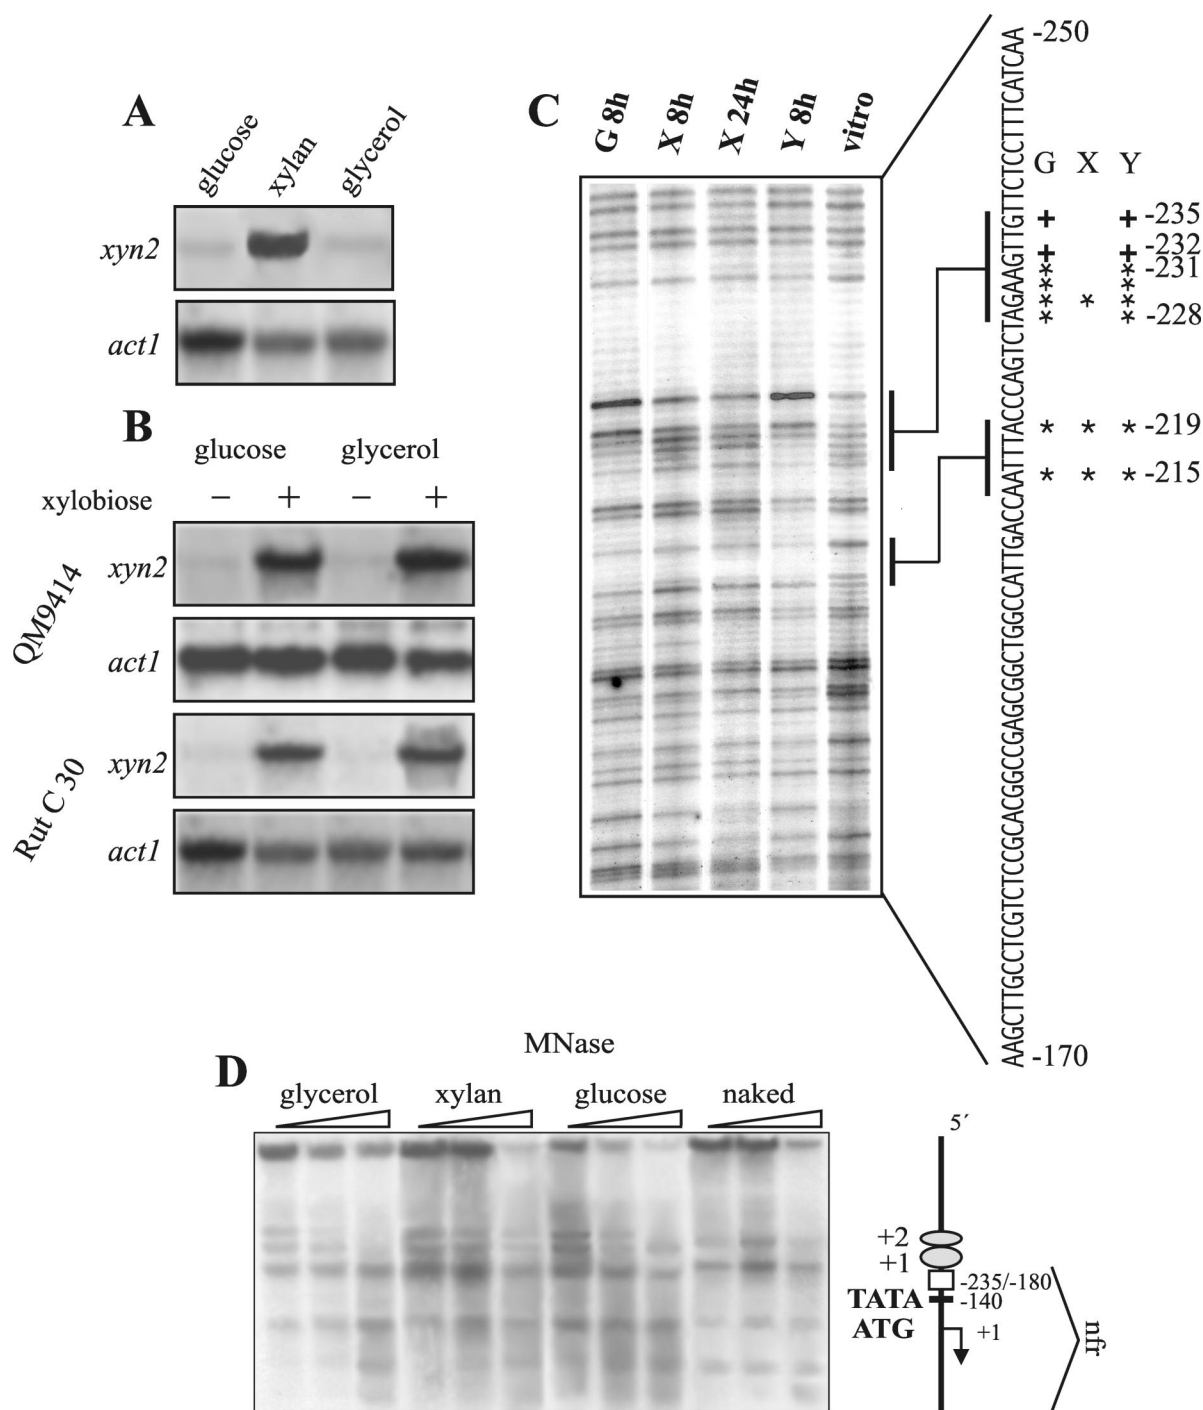 A
glucose
xylan
glycerol
xyn2
act1
B
glucose glycerol
xylobiose − + − +
QM9414
xyn2
act1
Rut C 30
xyn2
act1
C
G 8h
X 8h
X 24h
Y 8h
vitro
-250
G X Y
+ + -235
+ + -232
* * -231
* *
* * *
* * -228
* * * -219
* * * -215
AAGCTTGCCTCGTCTCCGCACGGCCGAGCGGCTGGCCATTGACCAATTTACCCAGTCTAGAAGTTGTTCTCCTTTCATCAA
-170
D
MNase
glycerol xylan glucose naked
5´
+2
+1
-235/-180
TATA -140
ATG +1
nfr